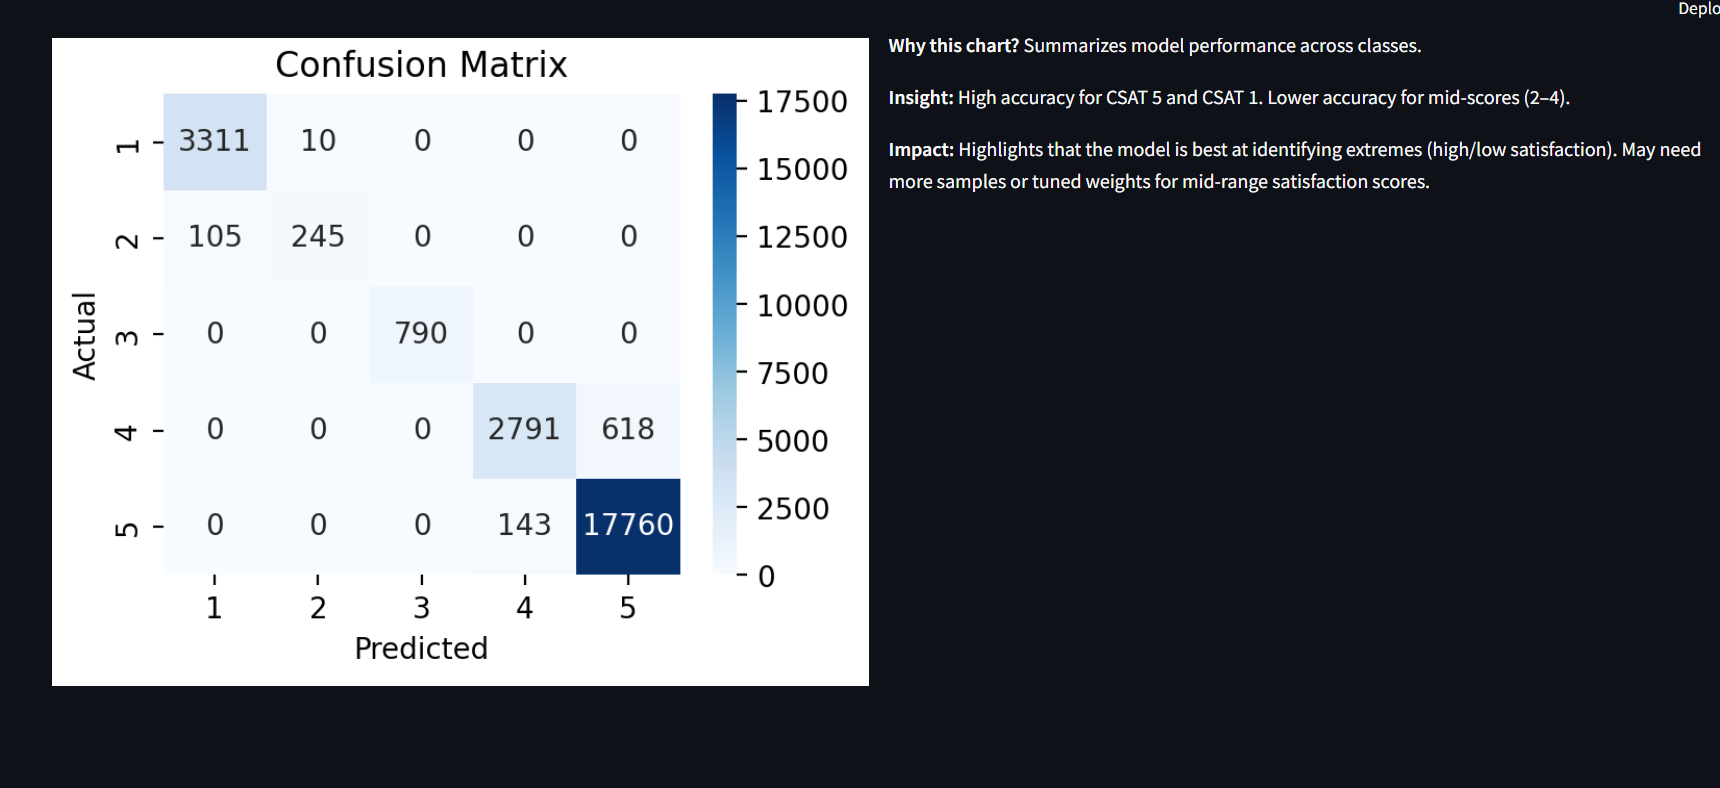 Deplo
Confusion Matrix
Why this chart? Summarizes model performance across classes.
Insight: High accuracy for CSAT 5 and CSAT 1. Lower accuracy for mid-scores (2–4).
Impact: Highlights that the model is best at identifying extremes (high/low satisfaction). May need
more samples or tuned weights for mid-range satisfaction scores.
Actual
1 3311 10 0 0 0
2 105 245 0 0 0
3 0 0 790 0 0
4 0 0 0 2791 618
5 0 0 0 143 17760
1 2 3 4 5
Predicted
17500
15000
12500
10000
7500
5000
2500
0